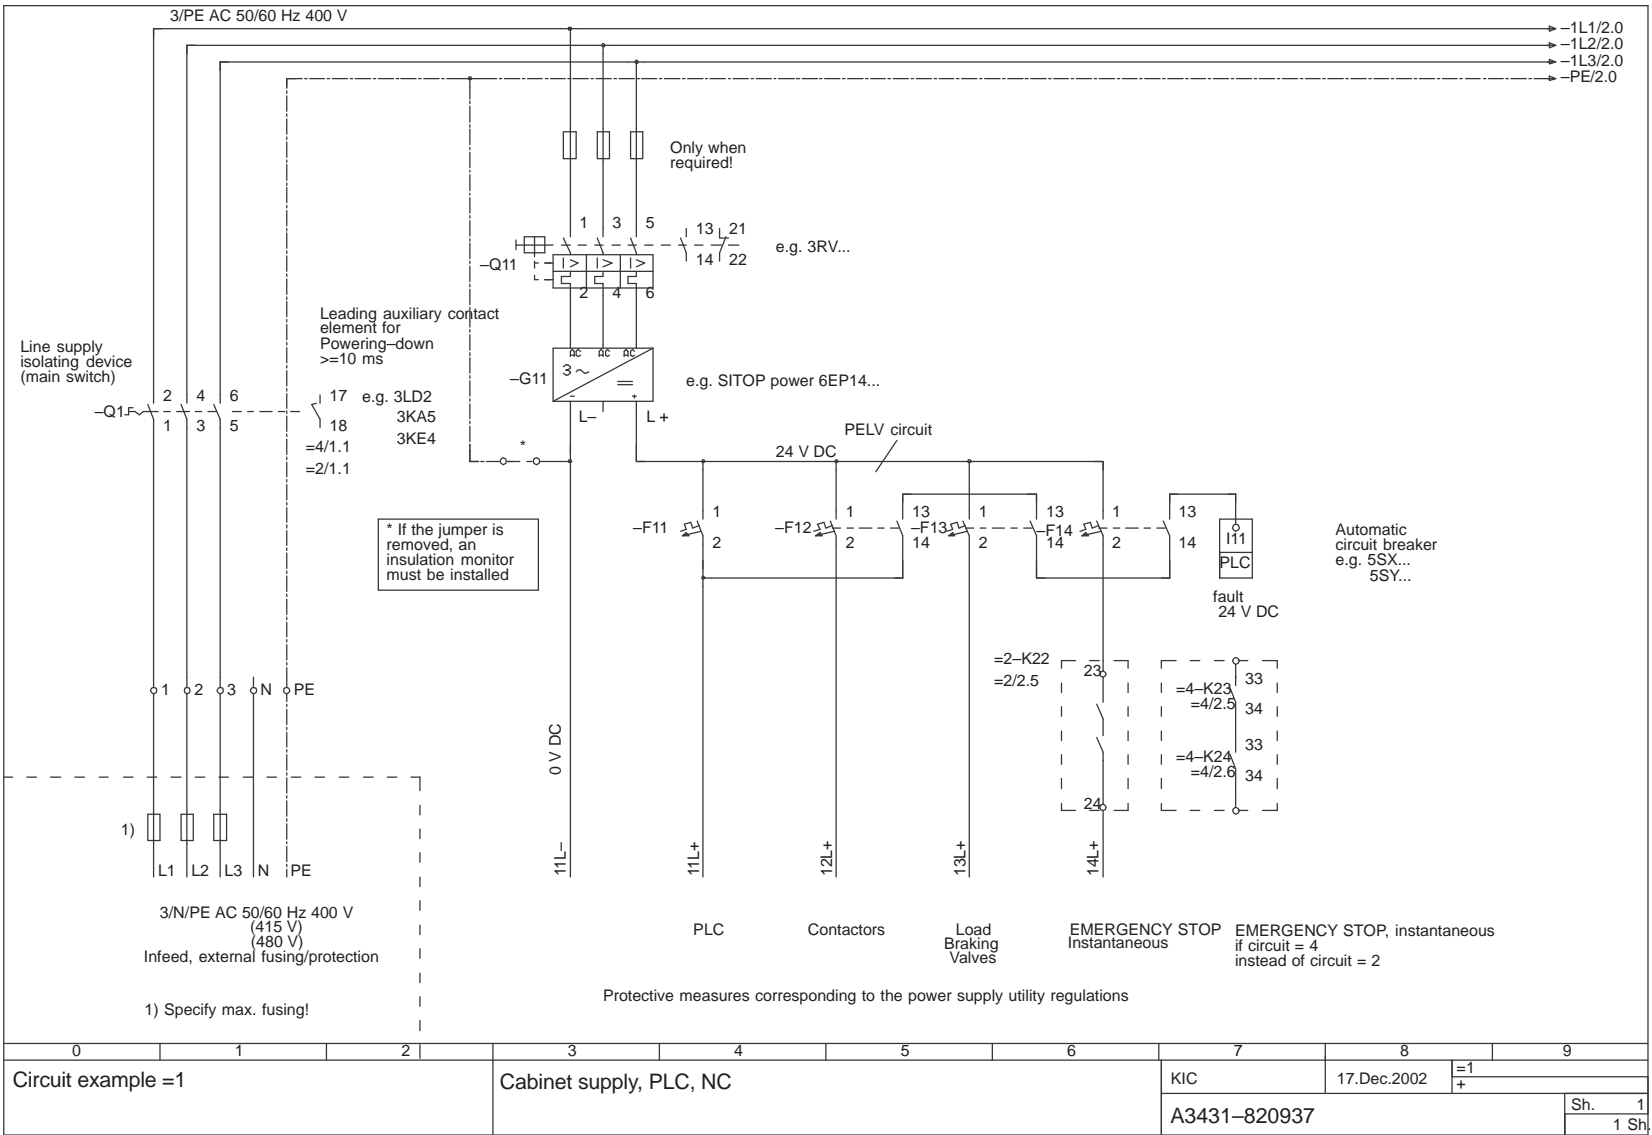 3/PE AC 50/60 Hz 400 V
–1L1/2.0
–1L2/2.0
–1L3/2.0
–PE/2.0
Only when
required!
1 3 5
13 21
14 22
e.g. 3RV...
–Q11
I > I > I >
2 4 6
Leading auxiliary contact
element for
Powering–down
>=10 ms
Line supply
isolating device
(main switch)
AC AC AC
3 ~
–G11
e.g. SITOP power 6EP14...
- +
L– L +
2 4 6
17 e.g. 3LD2
3KA5
3KE4
–Q1
1 3 5
18
=4/1.1
=2/1.1
*
PELV circuit
24 V DC
* If the jumper is
removed, an
insulation monitor
must be installed
1 1 13 1 13 1 13
–F11 –F12 –F13 –F14
2 2 14 2 14 2 14
I11
PLC
fault
24 V DC
Automatic
circuit breaker
e.g. 5SX...
5SY...
=2–K22
=2/2.5
23
24
=4–K23
=4/2.5
33
34
=4–K24
=4/2.6
33
34
1 2 3 N PE
0 V DC
1)
L1 L2 L3 N PE
11L–
11L+
12L+
13L+
14L+
3/N/PE AC 50/60 Hz 400 V
(415 V)
(480 V)
Infeed, external fusing/protection
1) Specify max. fusing!
PLC
Contactors
Load
Braking
Valves
EMERGENCY STOP
Instantaneous
EMERGENCY STOP, instantaneous
if circuit = 4
instead of circuit = 2
Protective measures corresponding to the power supply utility regulations
0 1 2 3 4 5 6 7 8 9
Circuit example =1
Cabinet supply, PLC, NC
KIC
17.Dec.2002
=1
+
A3431–820937
Sh. 1
1 Sh.